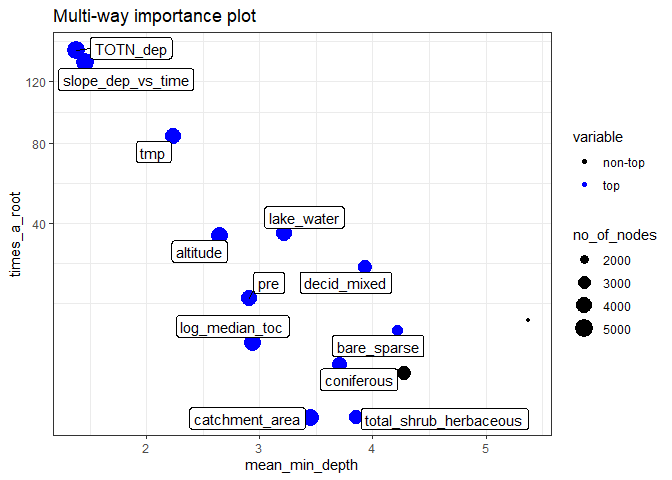 Multi-way importance plot
TOTN_dep
slope_dep_vs_time
tmp
lake_water
altitude
decid_mixed
pre
log_median_toc
bare_sparse
coniferous
catchment_area
total_shrub_herbaceous
120
80
40
times_a_root
2
3
4
5
mean_min_depth
variable
non-top
top
no_of_nodes
2000
3000
4000
5000